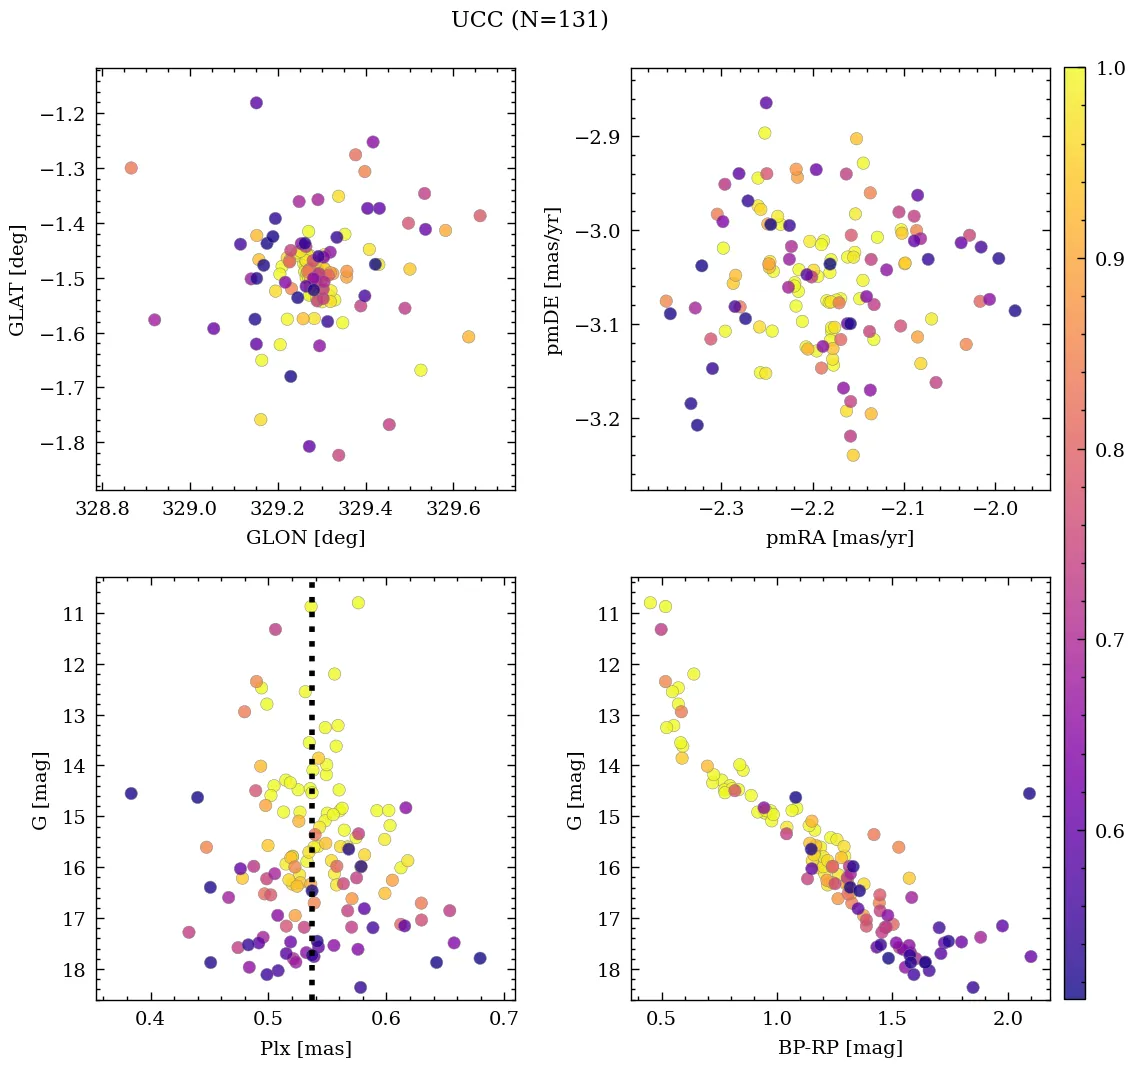 UCC (N=131)
−1.2
−1.3
−1.4
−1.5
−1.6
−1.7
−1.8
GLAT [deg]
328.8 329.0 329.2 329.4 329.6
GLON [deg]
−2.9
−3.0
−3.1
−3.2
pmDE [mas/yr]
−2.3 −2.2 −2.1 −2.0
pmRA [mas/yr]
11
12
13
14
15
16
17
18
G [mag]
0.4 0.5 0.6 0.7
Plx [mas]
11
12
13
14
15
16
17
18
G [mag]
0.5 1.0 1.5 2.0
BP-RP [mag]
1.0
0.9
0.8
0.7
0.6